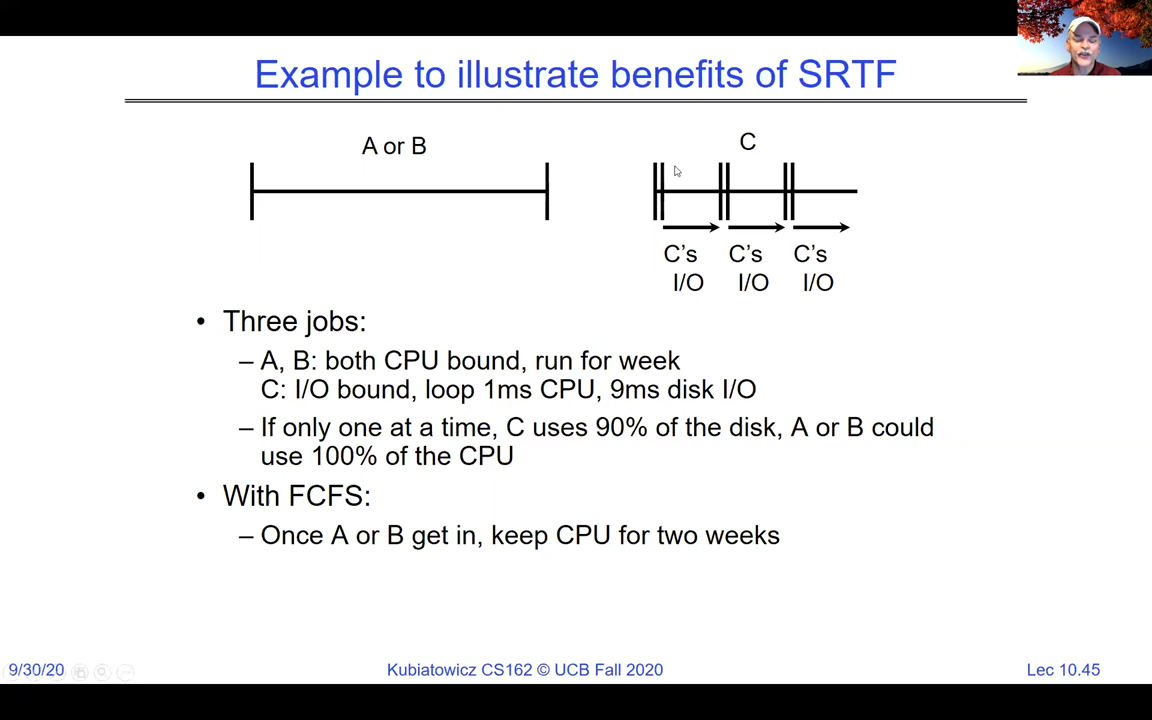 Example to illustrate benefits of SRTF
A or B
C
C's C's C's
I/O I/O I/O
• Three jobs:
– A, B: both CPU bound, run for week
C: I/O bound, loop 1ms CPU, 9ms disk I/O
– If only one at a time, C uses 90% of the disk, A or B could
use 100% of the CPU
• With FCFS:
– Once A or B get in, keep CPU for two weeks
9/30/20
Kubiatowicz CS162 © UCB Fall 2020
Lec 10.45